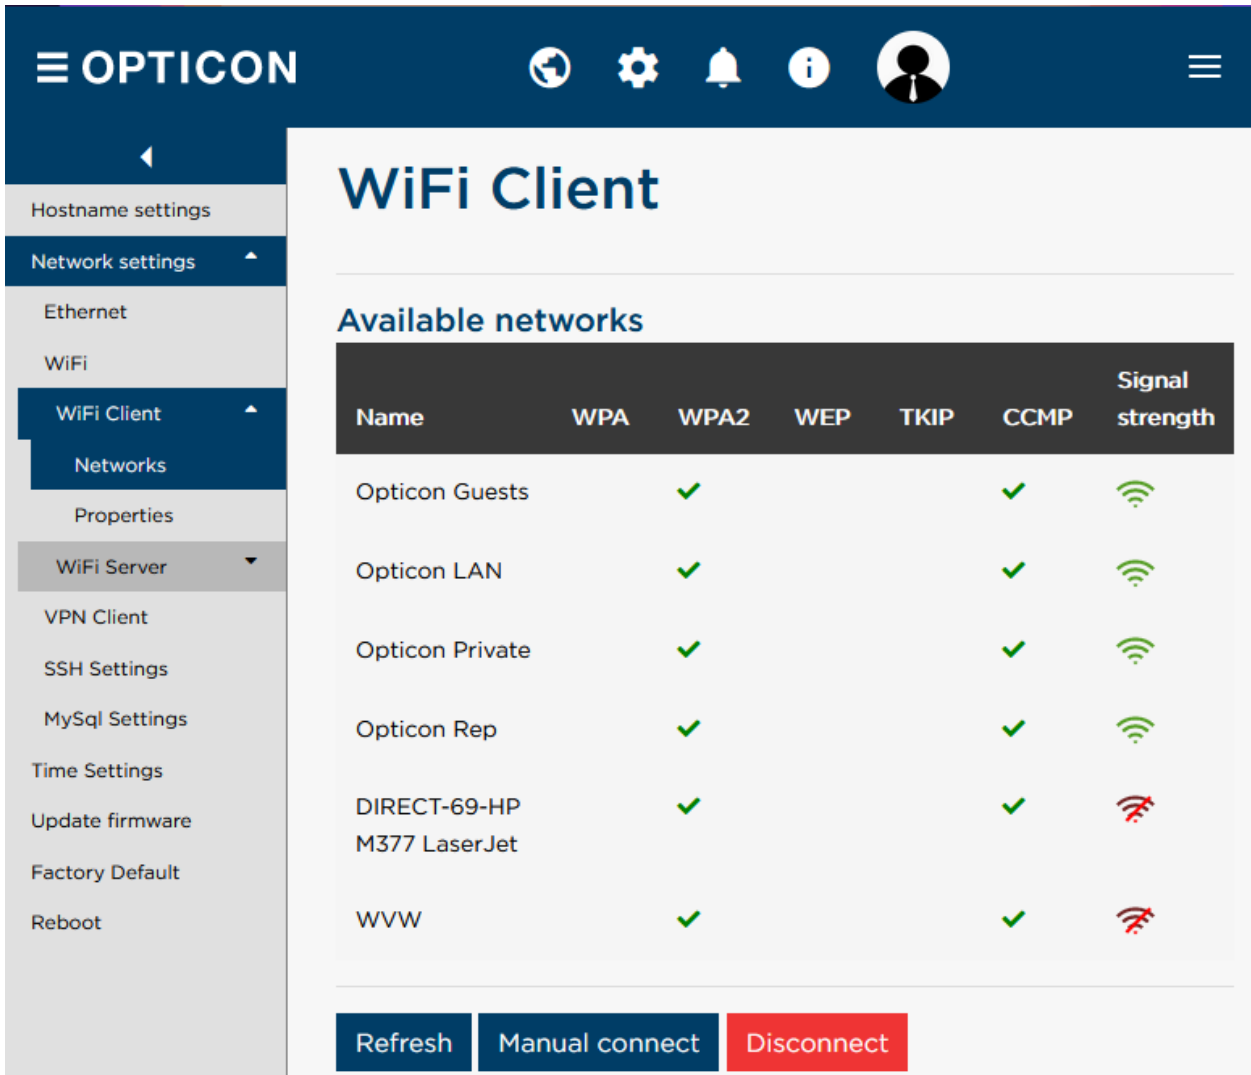 OPTICON
Hostname settings
Network settings
Ethernet
WiFi
WiFi Client
Networks
Properties
WiFi Server
VPN Client
SSH Settings
MySql Settings
Time Settings
Update firmware
Factory Default
Reboot
WiFi Client
Available networks
Name WPA WPA2 WEP TKIP CCMP Signal
strength
Opticon Guests
Opticon LAN
Opticon Private
Opticon Rep
DIRECT-69-HP
M377 LaserJet
WVW
Refresh Manual connect Disconnect